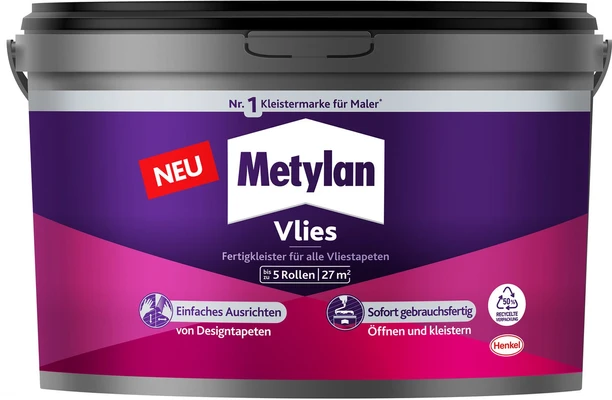 Nr. 1 Kleistermarke für Maler*
NEU
Metylan
Vlies
Fertigkleister für alle Vliestapeten
bis zu 5 Rollen | 27 m²
Einfaches Ausrichten
von Designtapeten
Sofort gebrauchsfertig
Öffnen und kleistern
50%
RECYCELTE
VERPACKUNG
Henkel